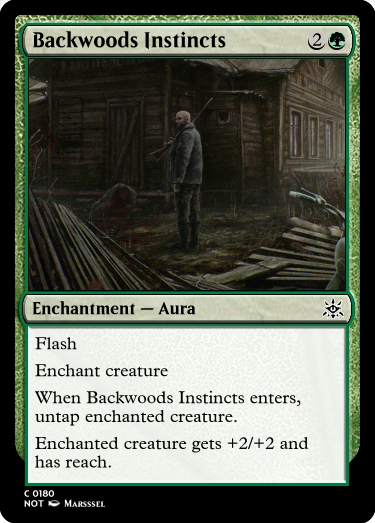 Backwoods Instincts 2
Enchantment — Aura
Flash
Enchant creature
When Backwoods Instincts enters,
untap enchanted creature.
Enchanted creature gets +2/+2 and
has reach.
C 0180
NOT Marsssel